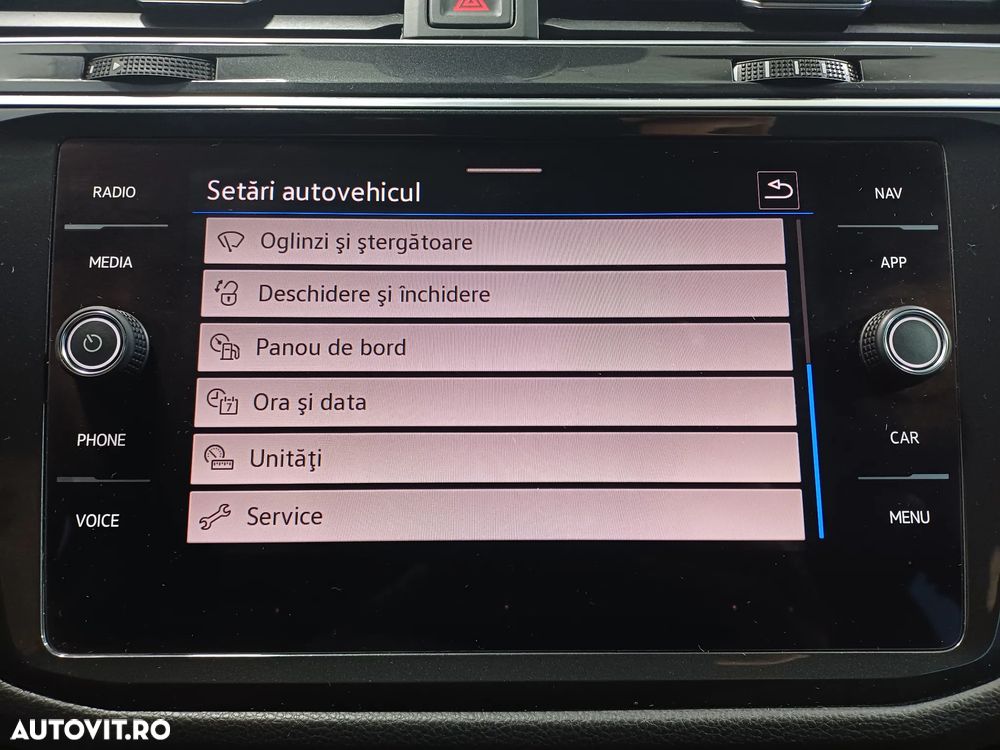 Setări autovehicul
RADIO
MEDIA
PHONE
VOICE
Oglinzi şi ştergătoare
Deschidere şi închidere
Panou de bord
7
Ora şi data
Unităţi
Service
NAV
APP
CAR
MENU
AUTOVIT.RO